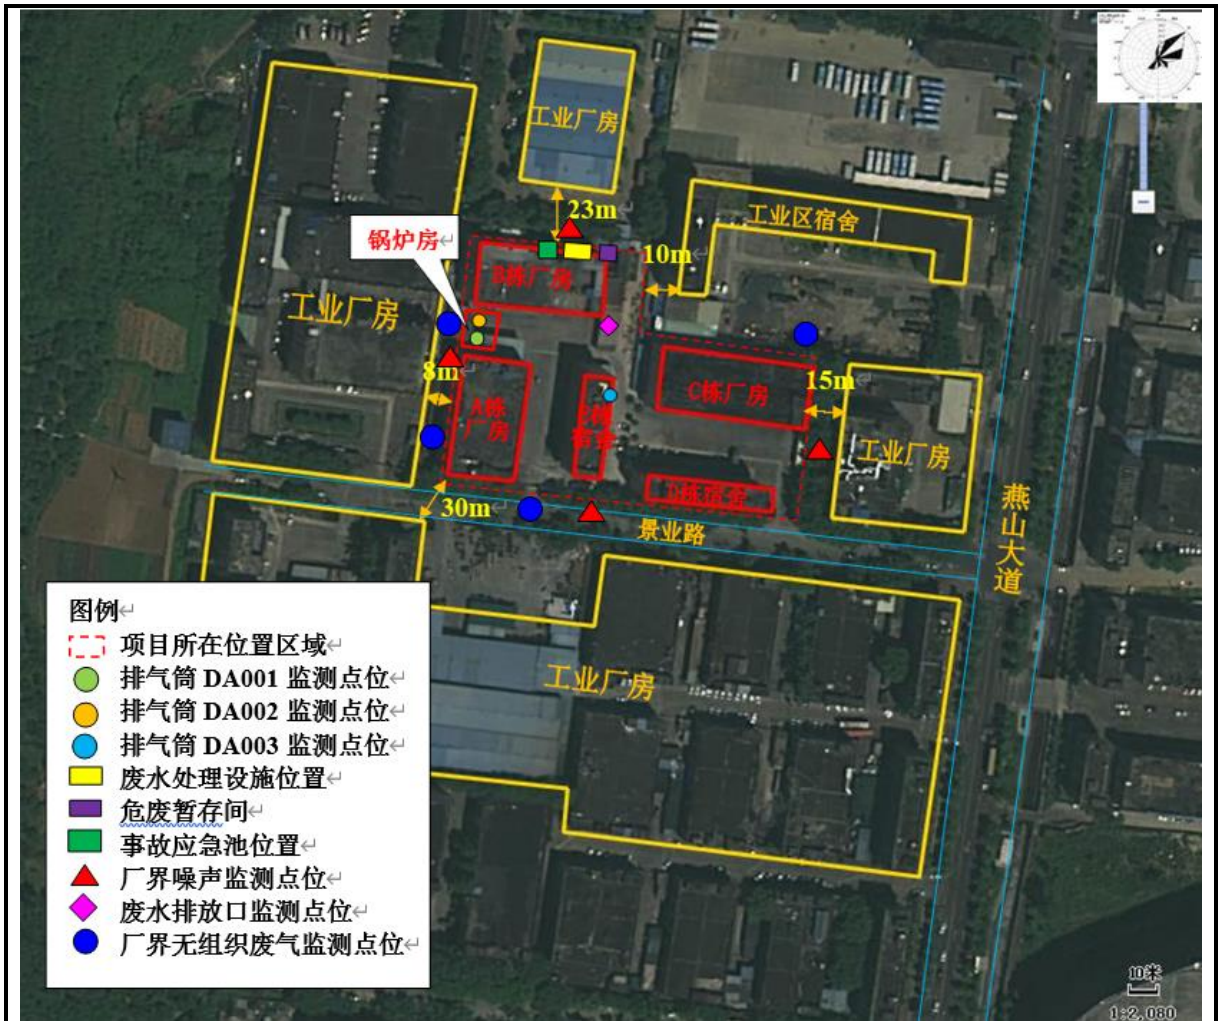 工业厂房
23m
工业区宿舍
锅炉房
10m
B栋厂房
工业厂房
8m
15m
C栋厂房
A栋
厂房
工业厂房
D栋宿舍
30m
景业路
燕山大道
工业厂房
图例
项目所在位置区域
排气筒 DA001 监测点位
排气筒 DA002 监测点位
排气筒 DA003 监测点位
废水处理设施位置
危废暂存间
事故应急池位置
厂界噪声监测点位
废水排放口监测点位
厂界无组织废气监测点位
10米
1:2,080